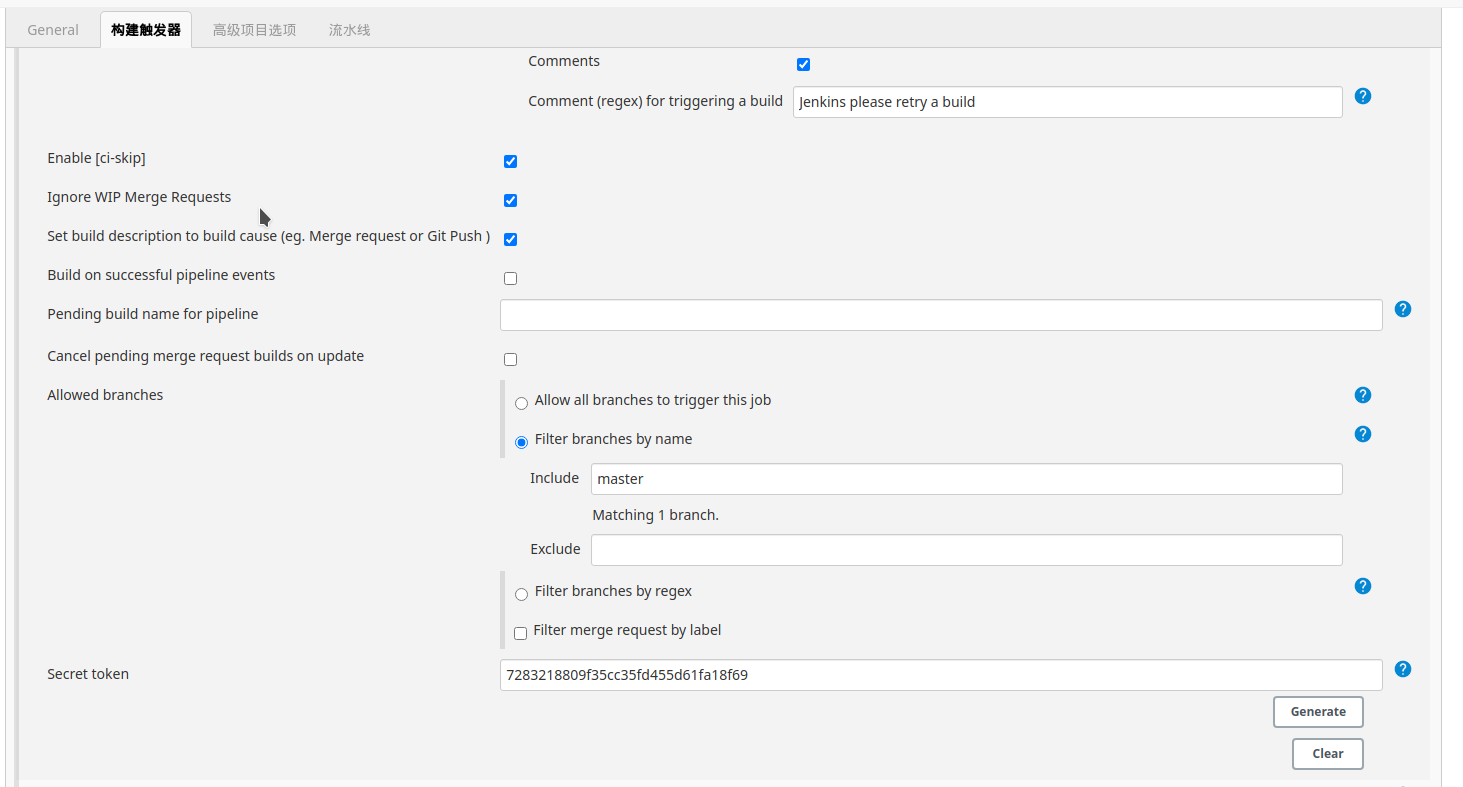 General 构建触发器 高级项目选项 流水线
Comments
Comment (regex) for triggering a build Jenkins please retry a build
Enable [ci-skip]
Ignore WIP Merge Requests
Set build description to build cause (eg. Merge request or Git Push )
Build on successful pipeline events
Pending build name for pipeline
Cancel pending merge request builds on update
Allowed branches
Allow all branches to trigger this job
Filter branches by name
Include master
Matching 1 branch.
Exclude
Filter branches by regex
Filter merge request by label
Secret token 7283218809f35cc35fd455d61fa18f69
Generate
Clear